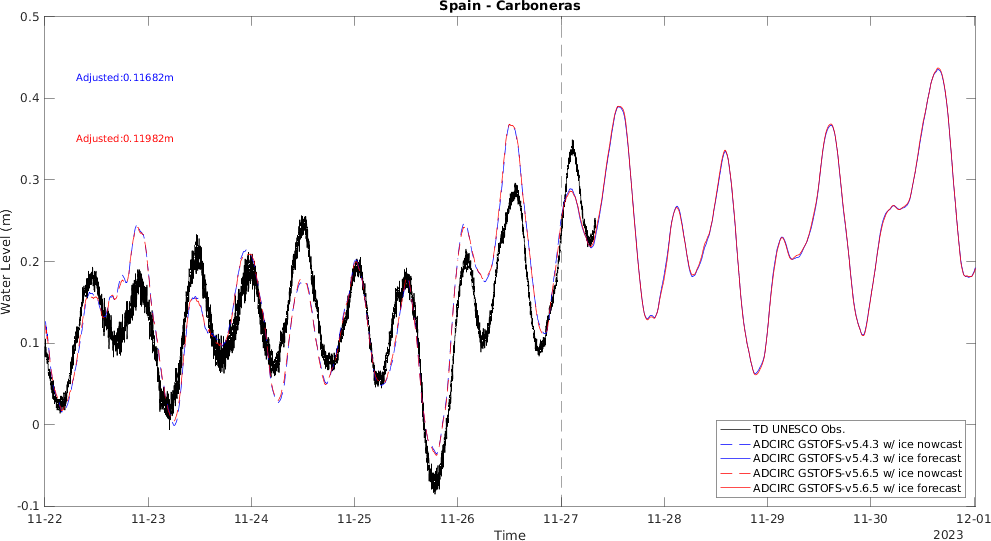 Spain - Carboneras
0.5
0.4
0.3
0.2
0.1
0
-0.1
Water Level (m)
Adjusted:0.11682m
Adjusted:0.11982m
TD UNESCO Obs.
ADCIRC GSTOFS-v5.4.3 w/ ice nowcast
ADCIRC GSTOFS-v5.4.3 w/ ice forecast
ADCIRC GSTOFS-v5.6.5 w/ ice nowcast
ADCIRC GSTOFS-v5.6.5 w/ ice forecast
11-22 11-23 11-24 11-25 11-26 11-27 11-28 11-29 11-30 12-01
Time
2023